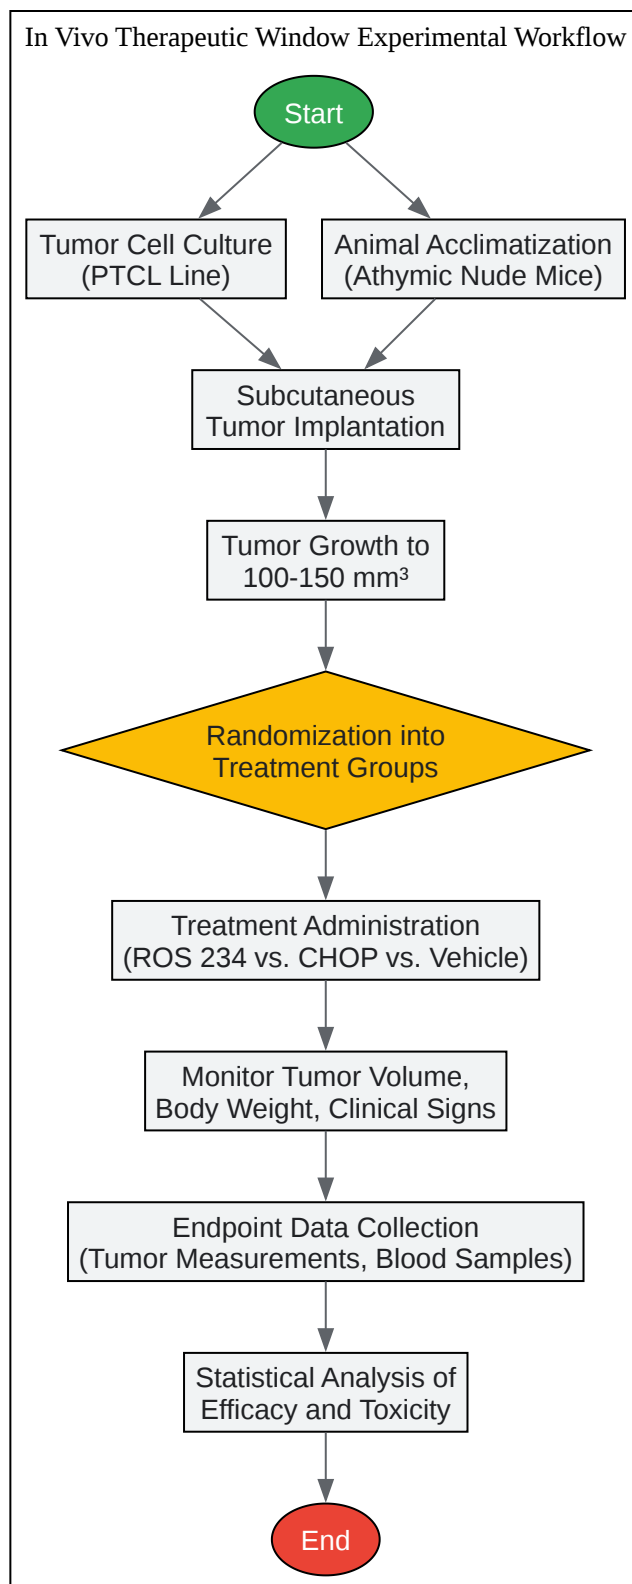 In Vivo Therapeutic Window Experimental Workflow
Start
Tumor Cell Culture
(PTCL Line)
Animal Acclimatization
(Athymic Nude Mice)
Subcutaneous
Tumor Implantation
Tumor Growth to
100-150 mm³
Randomization into
Treatment Groups
Treatment Administration
(ROS 234 vs. CHOP vs. Vehicle)
Monitor Tumor Volume,
Body Weight, Clinical Signs
Endpoint Data Collection
(Tumor Measurements, Blood Samples)
Statistical Analysis of
Efficacy and Toxicity
End